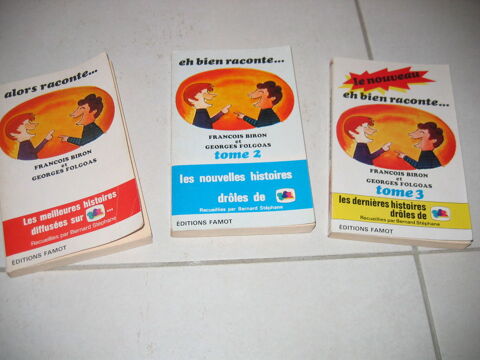 alors raconte...
FRANCOIS BIRON
et
GEORGES FOLGOAS
Les meilleures histoires
diffusées sur ...
Recueillies par Bernard Stéphane
EDITIONS FAMOT
eh bien raconte...
FRANCOIS BIRON
et
GEORGES FOLGOAS
tome 2
les nouvelles histoires
drôles de
Recueillies par Bernard Stéphane
EDITIONS FAMOT
le nouveau
eh bien raconte...
FRANCOIS BIRON
et
GEORGES FOLGOAS
tome 3
les dernières histoires
drôles de
Recueillies par Bernard Stéphane
EDITIONS FAMOT